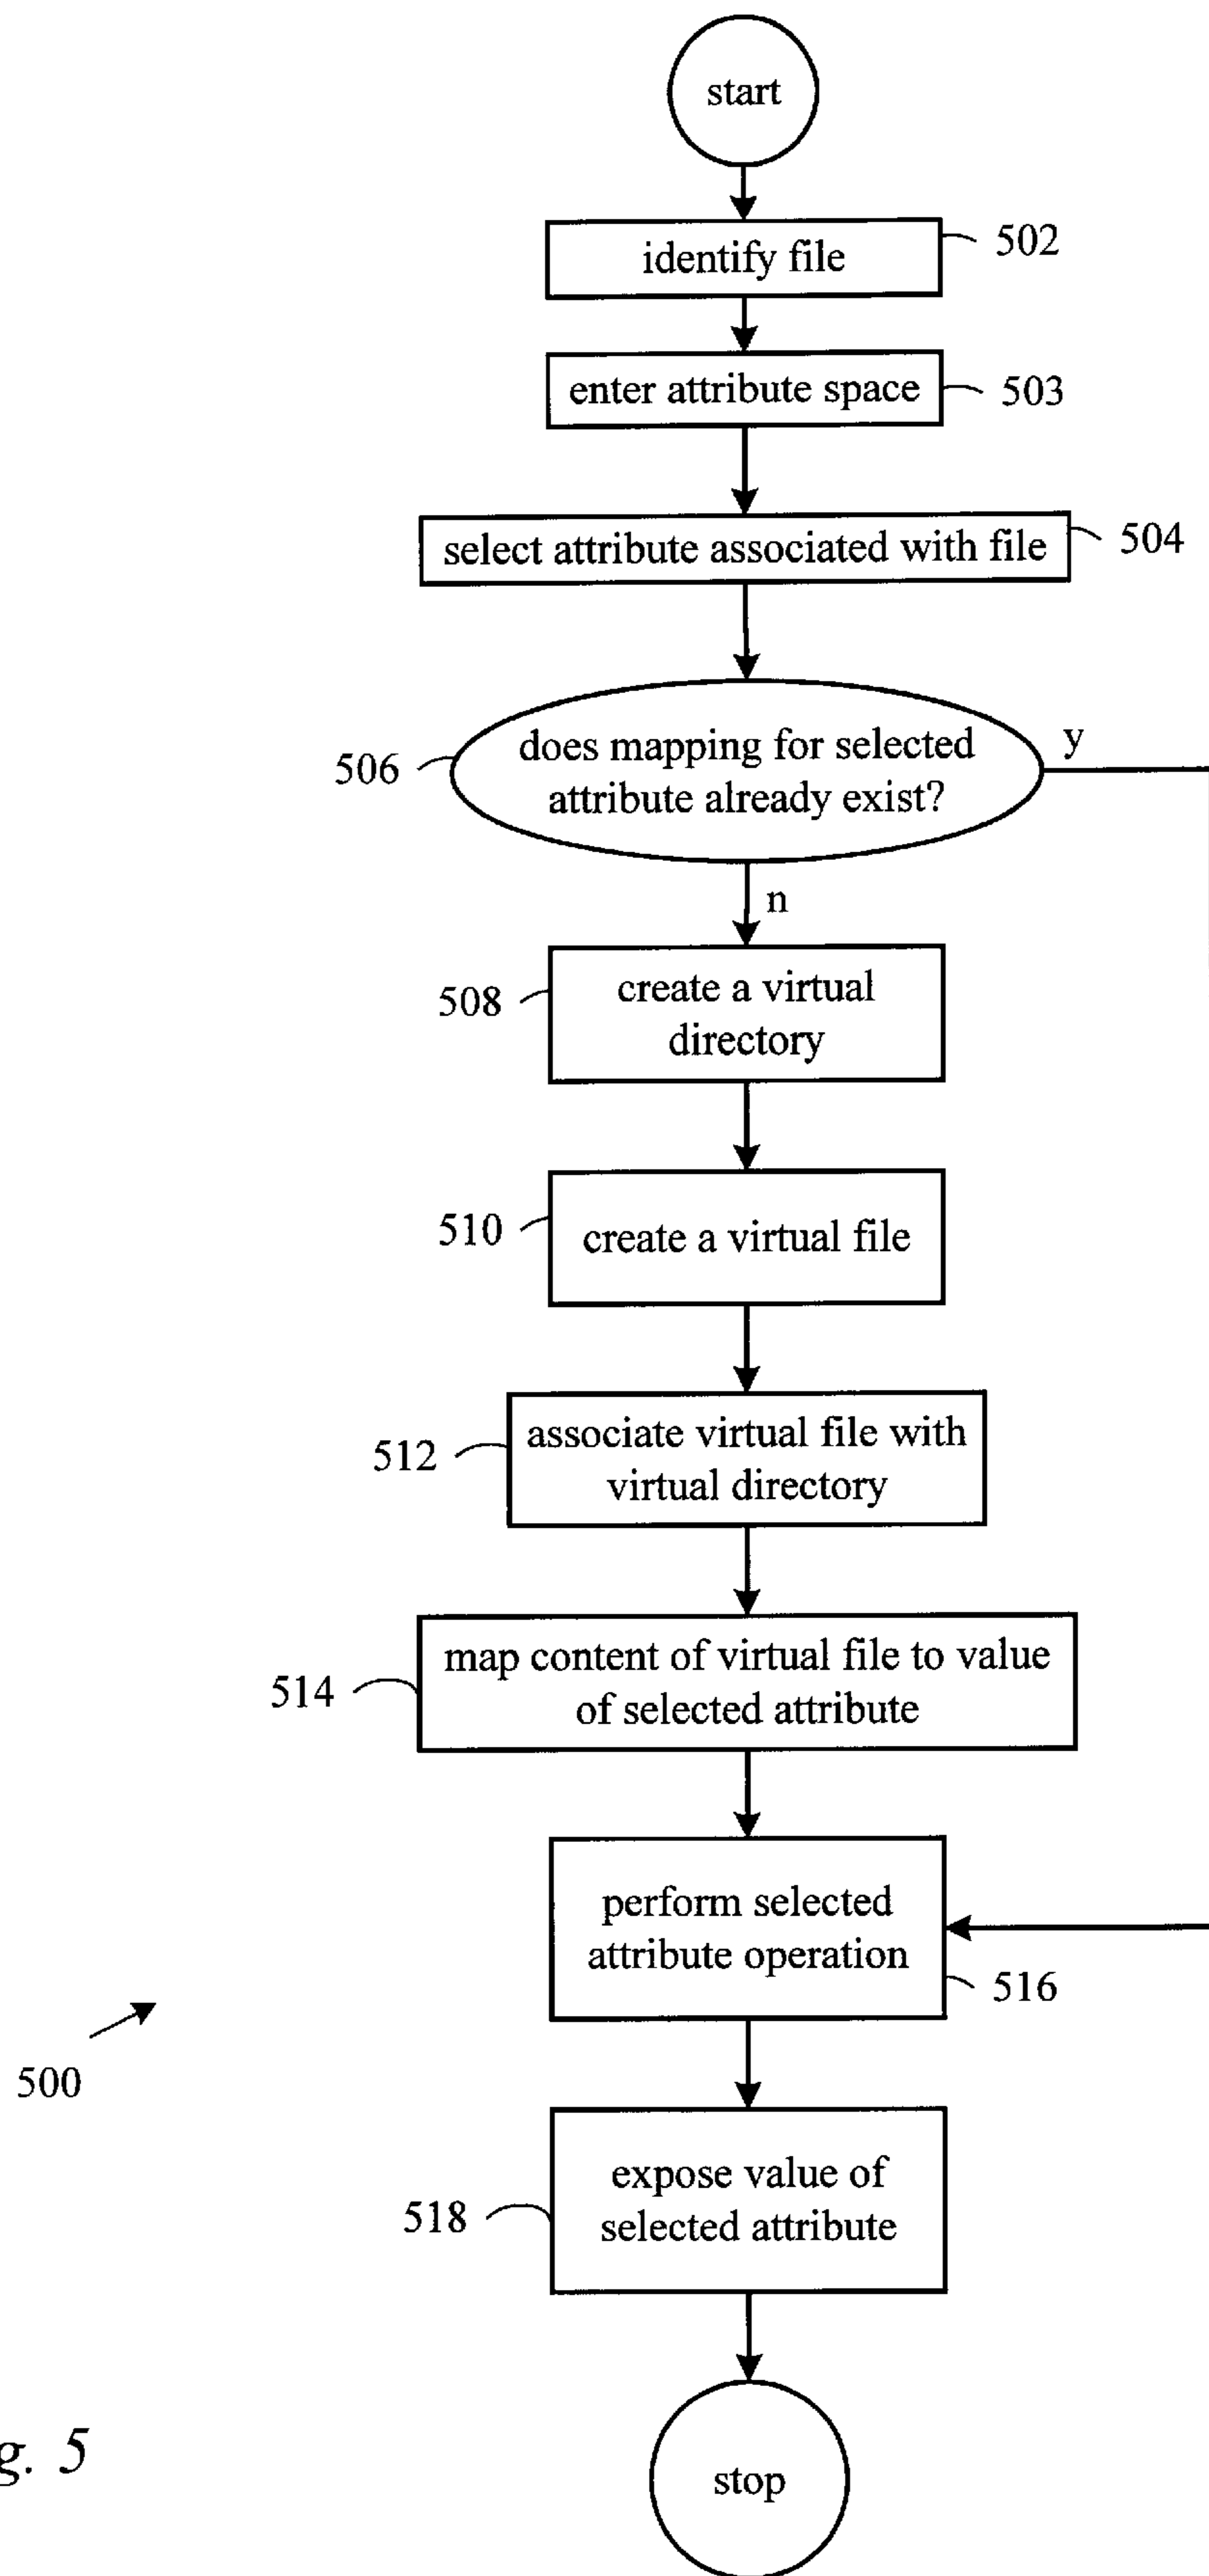 start
identify file
502
enter attribute space
503
select attribute associated with file
504
506
does mapping for selected
attribute already exist?
y
n
508
create a virtual
directory
510
create a virtual file
512
associate virtual file with
virtual directory
514
map content of virtual file to value
of selected attribute
perform selected
attribute operation
516
500
518
expose value of
selected attribute
g. 5
stop